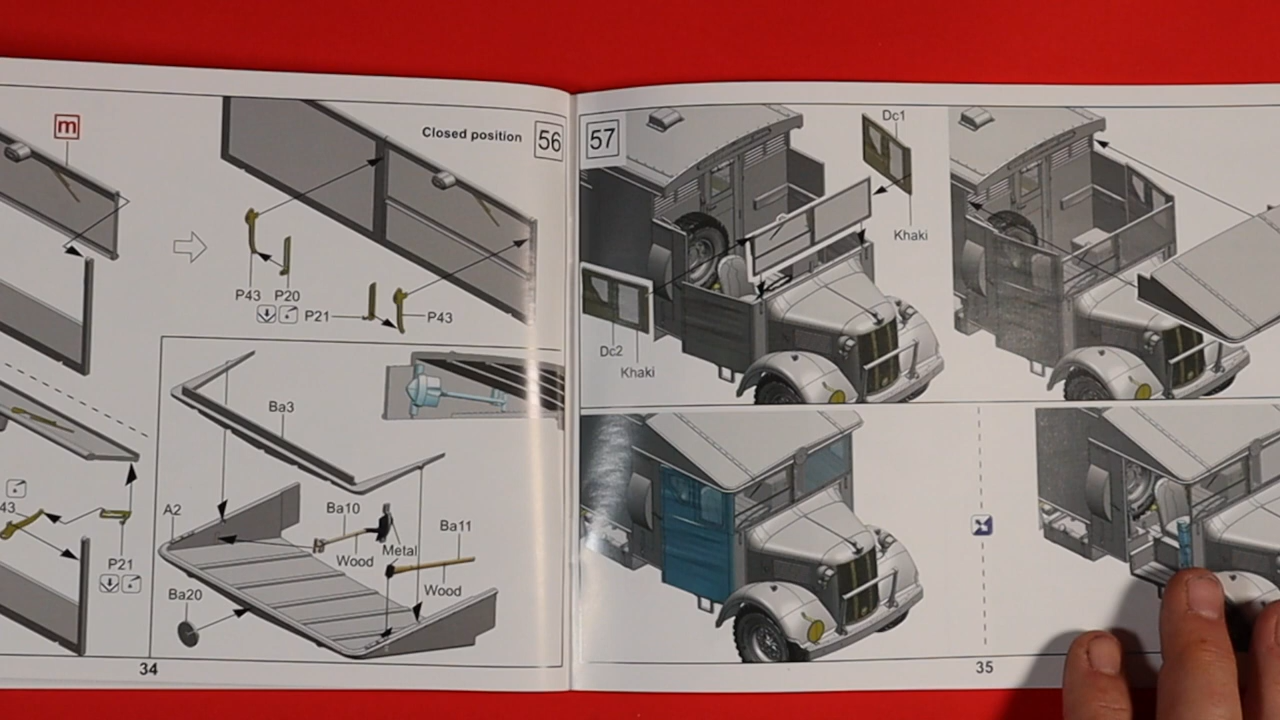 m
Closed position
56
P43
P20
P21
P43
43
P21
Ba3
A2
Ba10
Wood
Metal
Ba11
Wood
Ba20
34
57
Dc1
Khaki
Dc2
Khaki
35